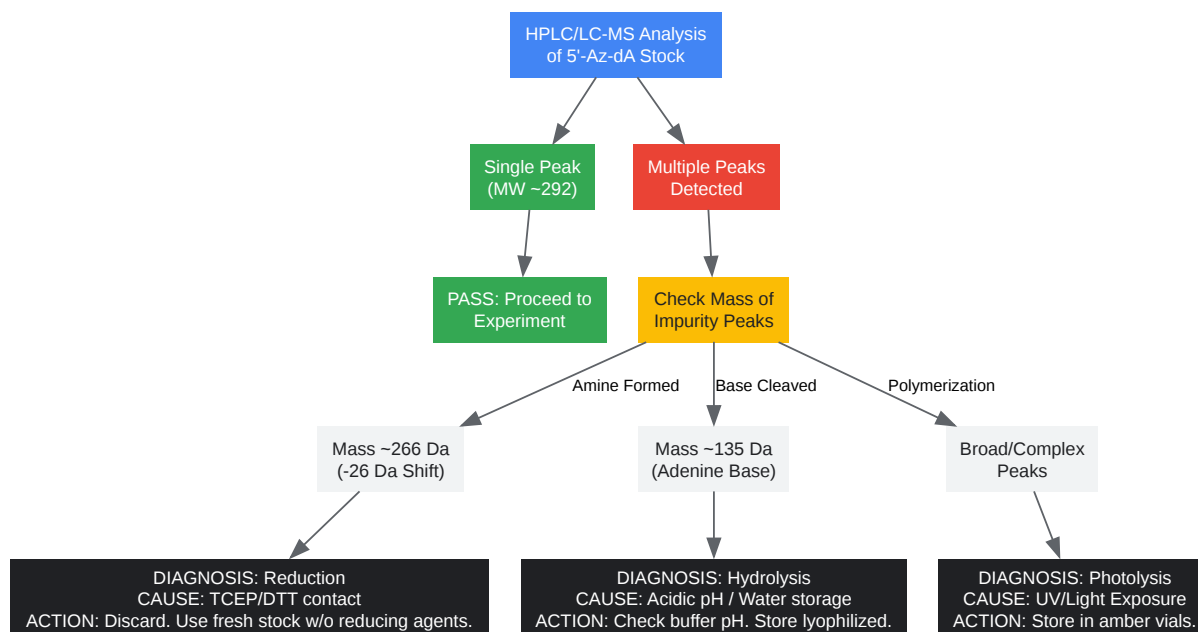 HPLC/LC-MS Analysis
of 5'-Az-dA Stock
Single Peak
(MW ~292)
Multiple Peaks
Detected
PASS: Proceed to
Experiment
Check Mass of
Impurity Peaks
Amine Formed
Base Cleaved
Polymerization
Mass ~266 Da
(-26 Da Shift)
Mass ~135 Da
(Adenine Base)
Broad/Complex
Peaks
DIAGNOSIS: Reduction
CAUSE: TCEP/DTT contact
ACTION: Discard. Use fresh stock w/o reducing agents.
DIAGNOSIS: Hydrolysis
CAUSE: Acidic pH / Water storage
ACTION: Check buffer pH. Store lyophilized.
DIAGNOSIS: Photolysis
CAUSE: UV/Light Exposure
ACTION: Store in amber vials.